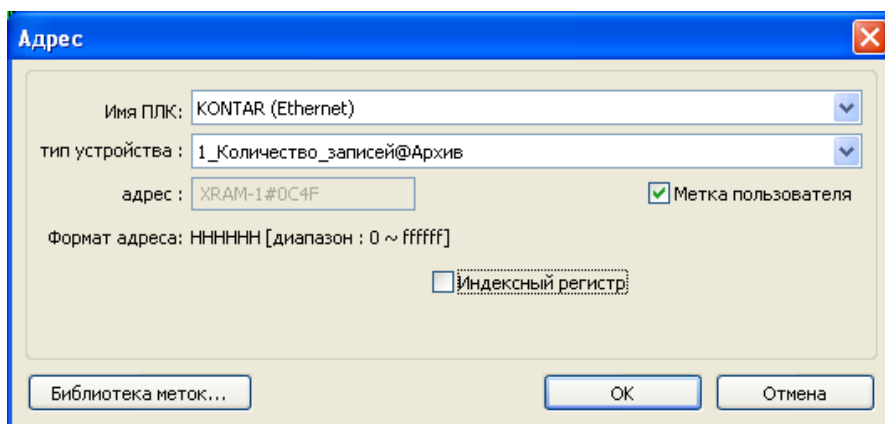 Адрес
Имя ПЛК: KONTAR (Ethernet)
тип устройства : 1_Количество_записей@Архив
адрес : XRAM-1#0C4F Метка пользователя
Формат адреса: HHHHHH [диапазон : 0 ~ ffffff]
Индексный регистр
Библиотека меток... OK Отмена